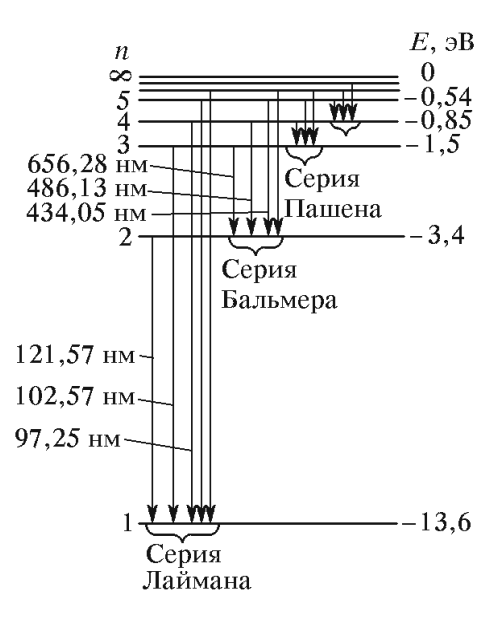 n
E, эВ
∞
0
5
−0,54
4
−0,85
3
−1,5
656,28 нм
486,13 нм
434,05 нм
Серия
Пашена
2
−3,4
Серия
Бальмера
121,57 нм
102,57 нм
97,25 нм
1
−13,6
Серия
Лаймана